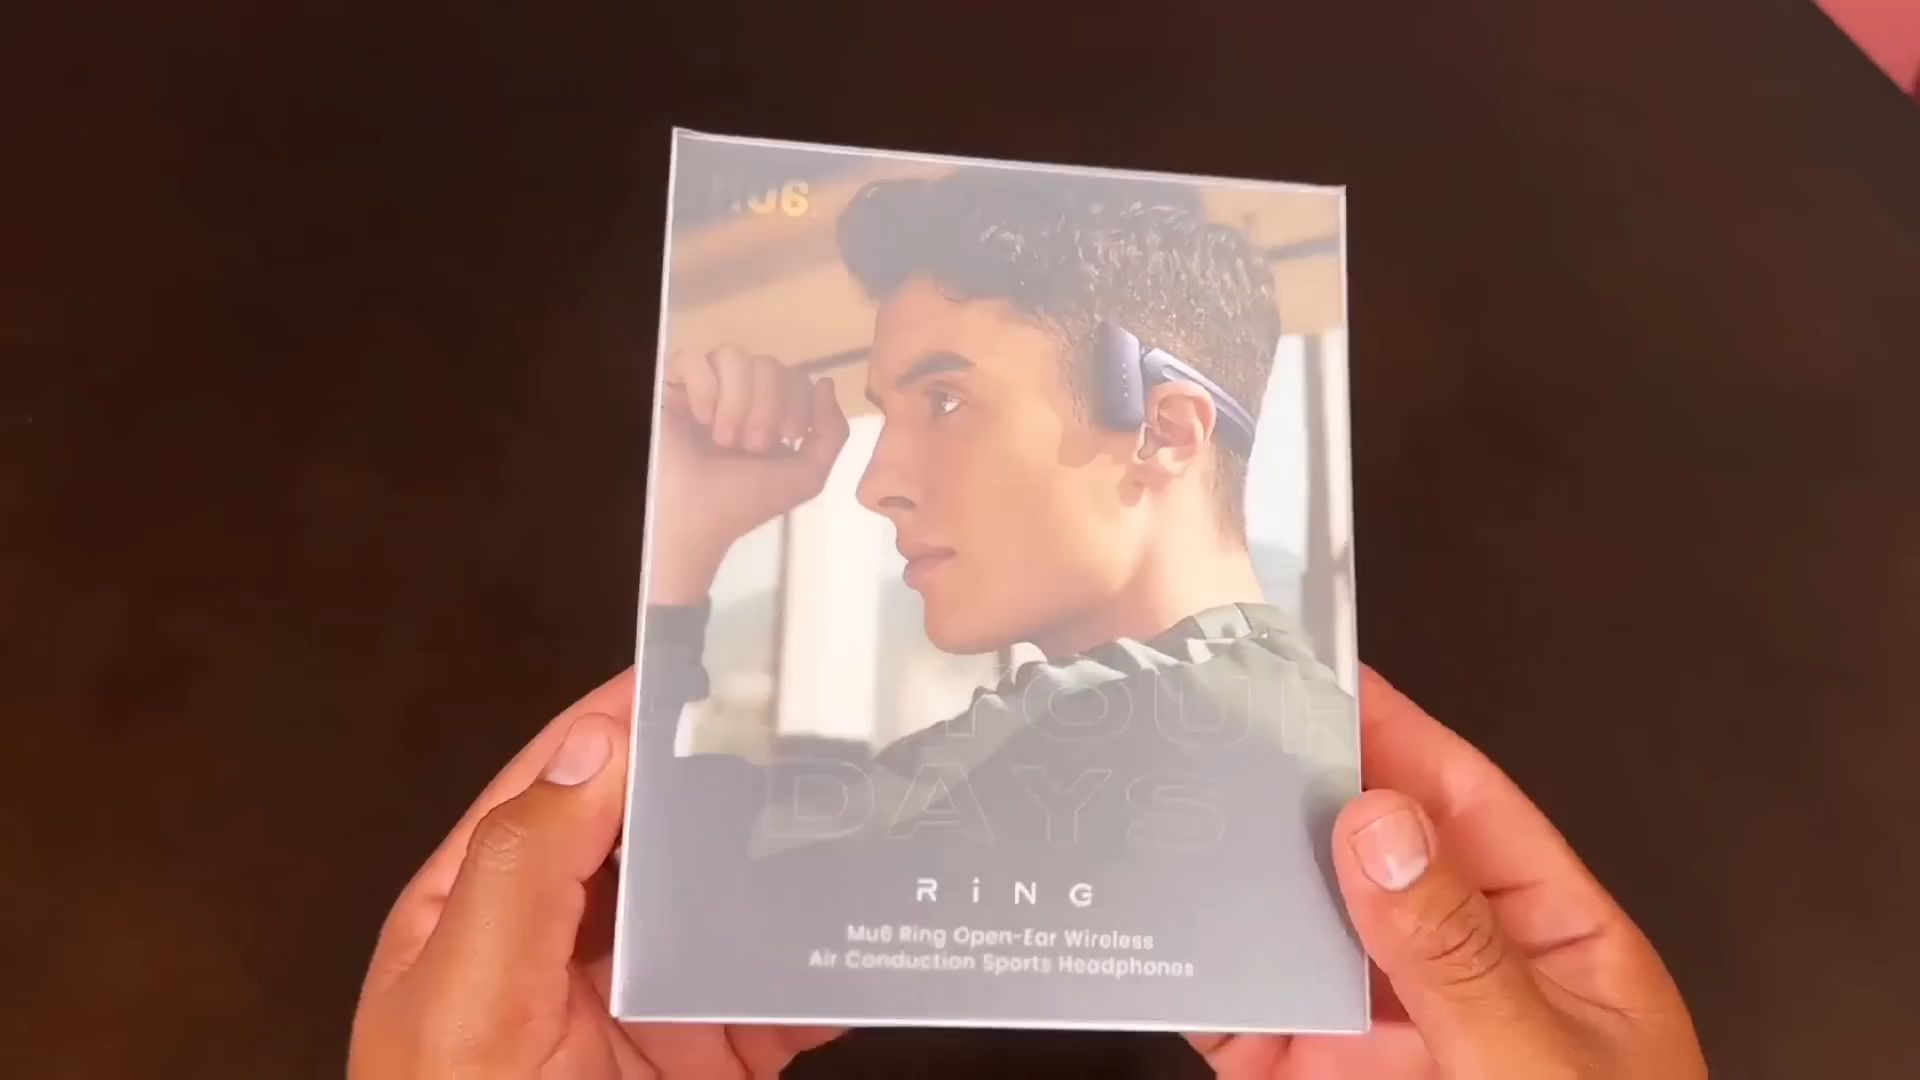 Mu6
YOUR
DAYS
RiNG
Mu6 Ring Open-Ear Wireless
Air Conduction Sports Headphones